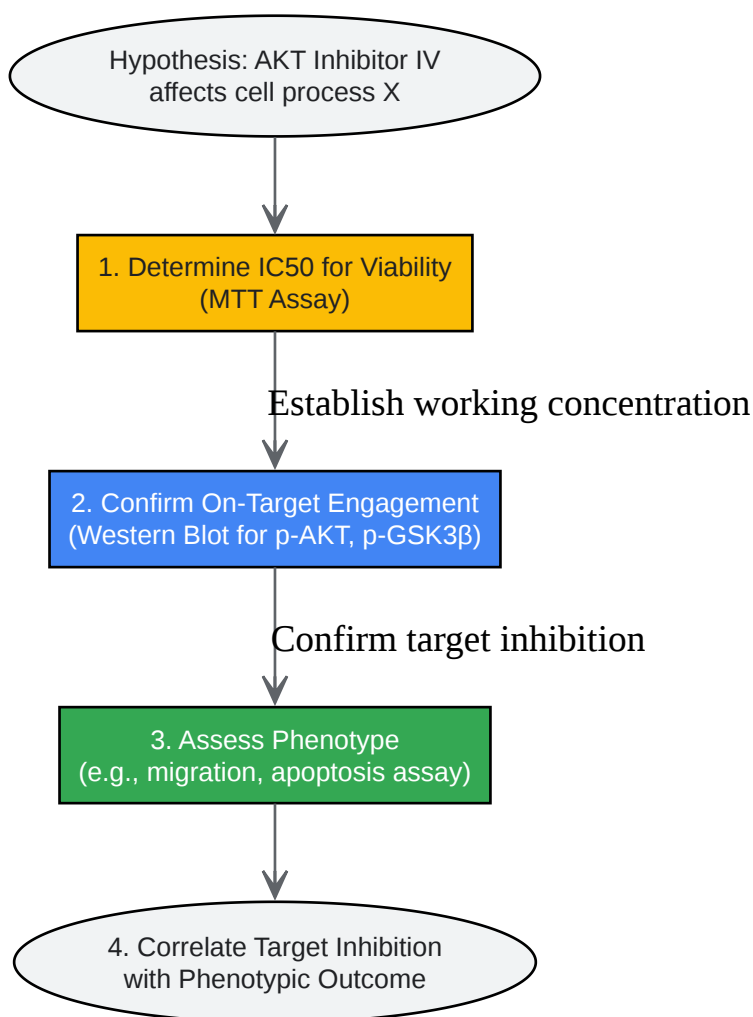 Hypothesis: AKT Inhibitor IV
affects cell process X
1. Determine IC50 for Viability
(MTT Assay)
Establish working concentration
2. Confirm On-Target Engagement
(Western Blot for p-AKT, p-GSK3β)
Confirm target inhibition
3. Assess Phenotype
(e.g., migration, apoptosis assay)
4. Correlate Target Inhibition
with Phenotypic Outcome